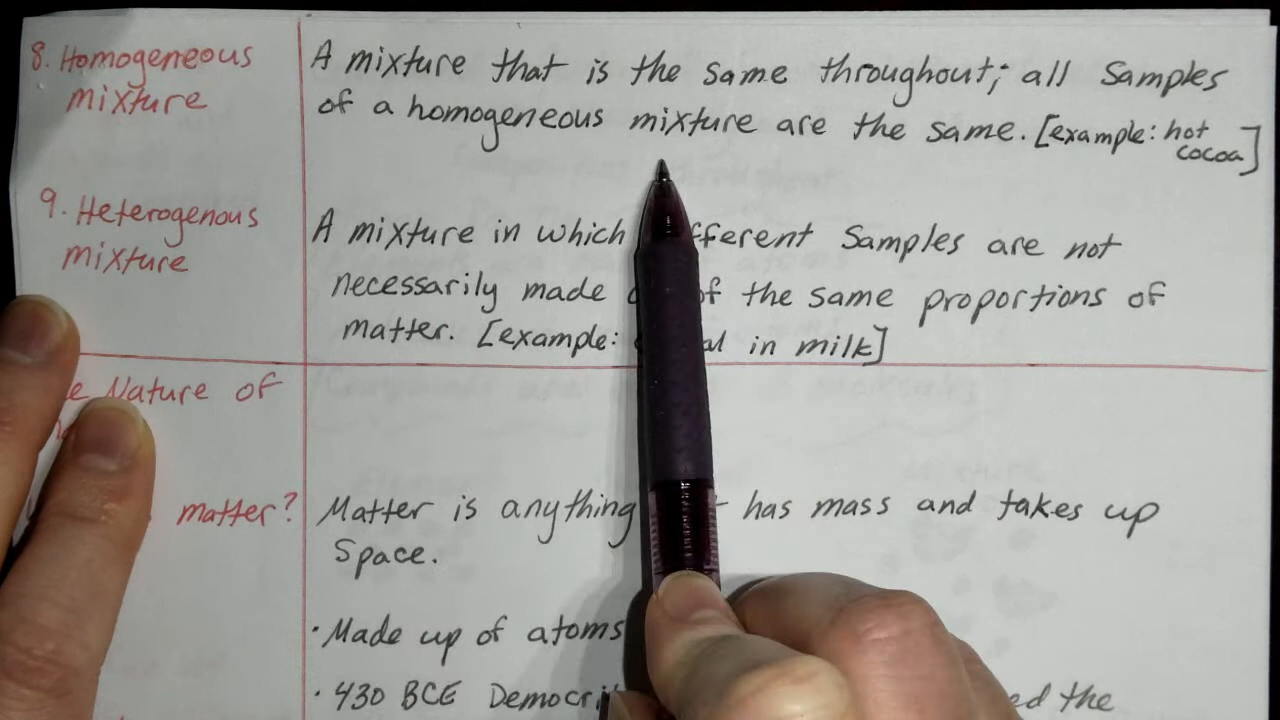 8. Homogeneous
mixture
A mixture that is the same throughout; all samples
of a homogeneous mixture are the same. [example: hot
cocoa]
9. Heterogenous
mixture
A mixture in which fferent samples are not
necessarily made of the same proportions of
matter. [example: al in milk]
Nature of
matter?
Matter is anything has mass and takes up
space.
· Made up of atoms
· 430 BCE Democri ed the